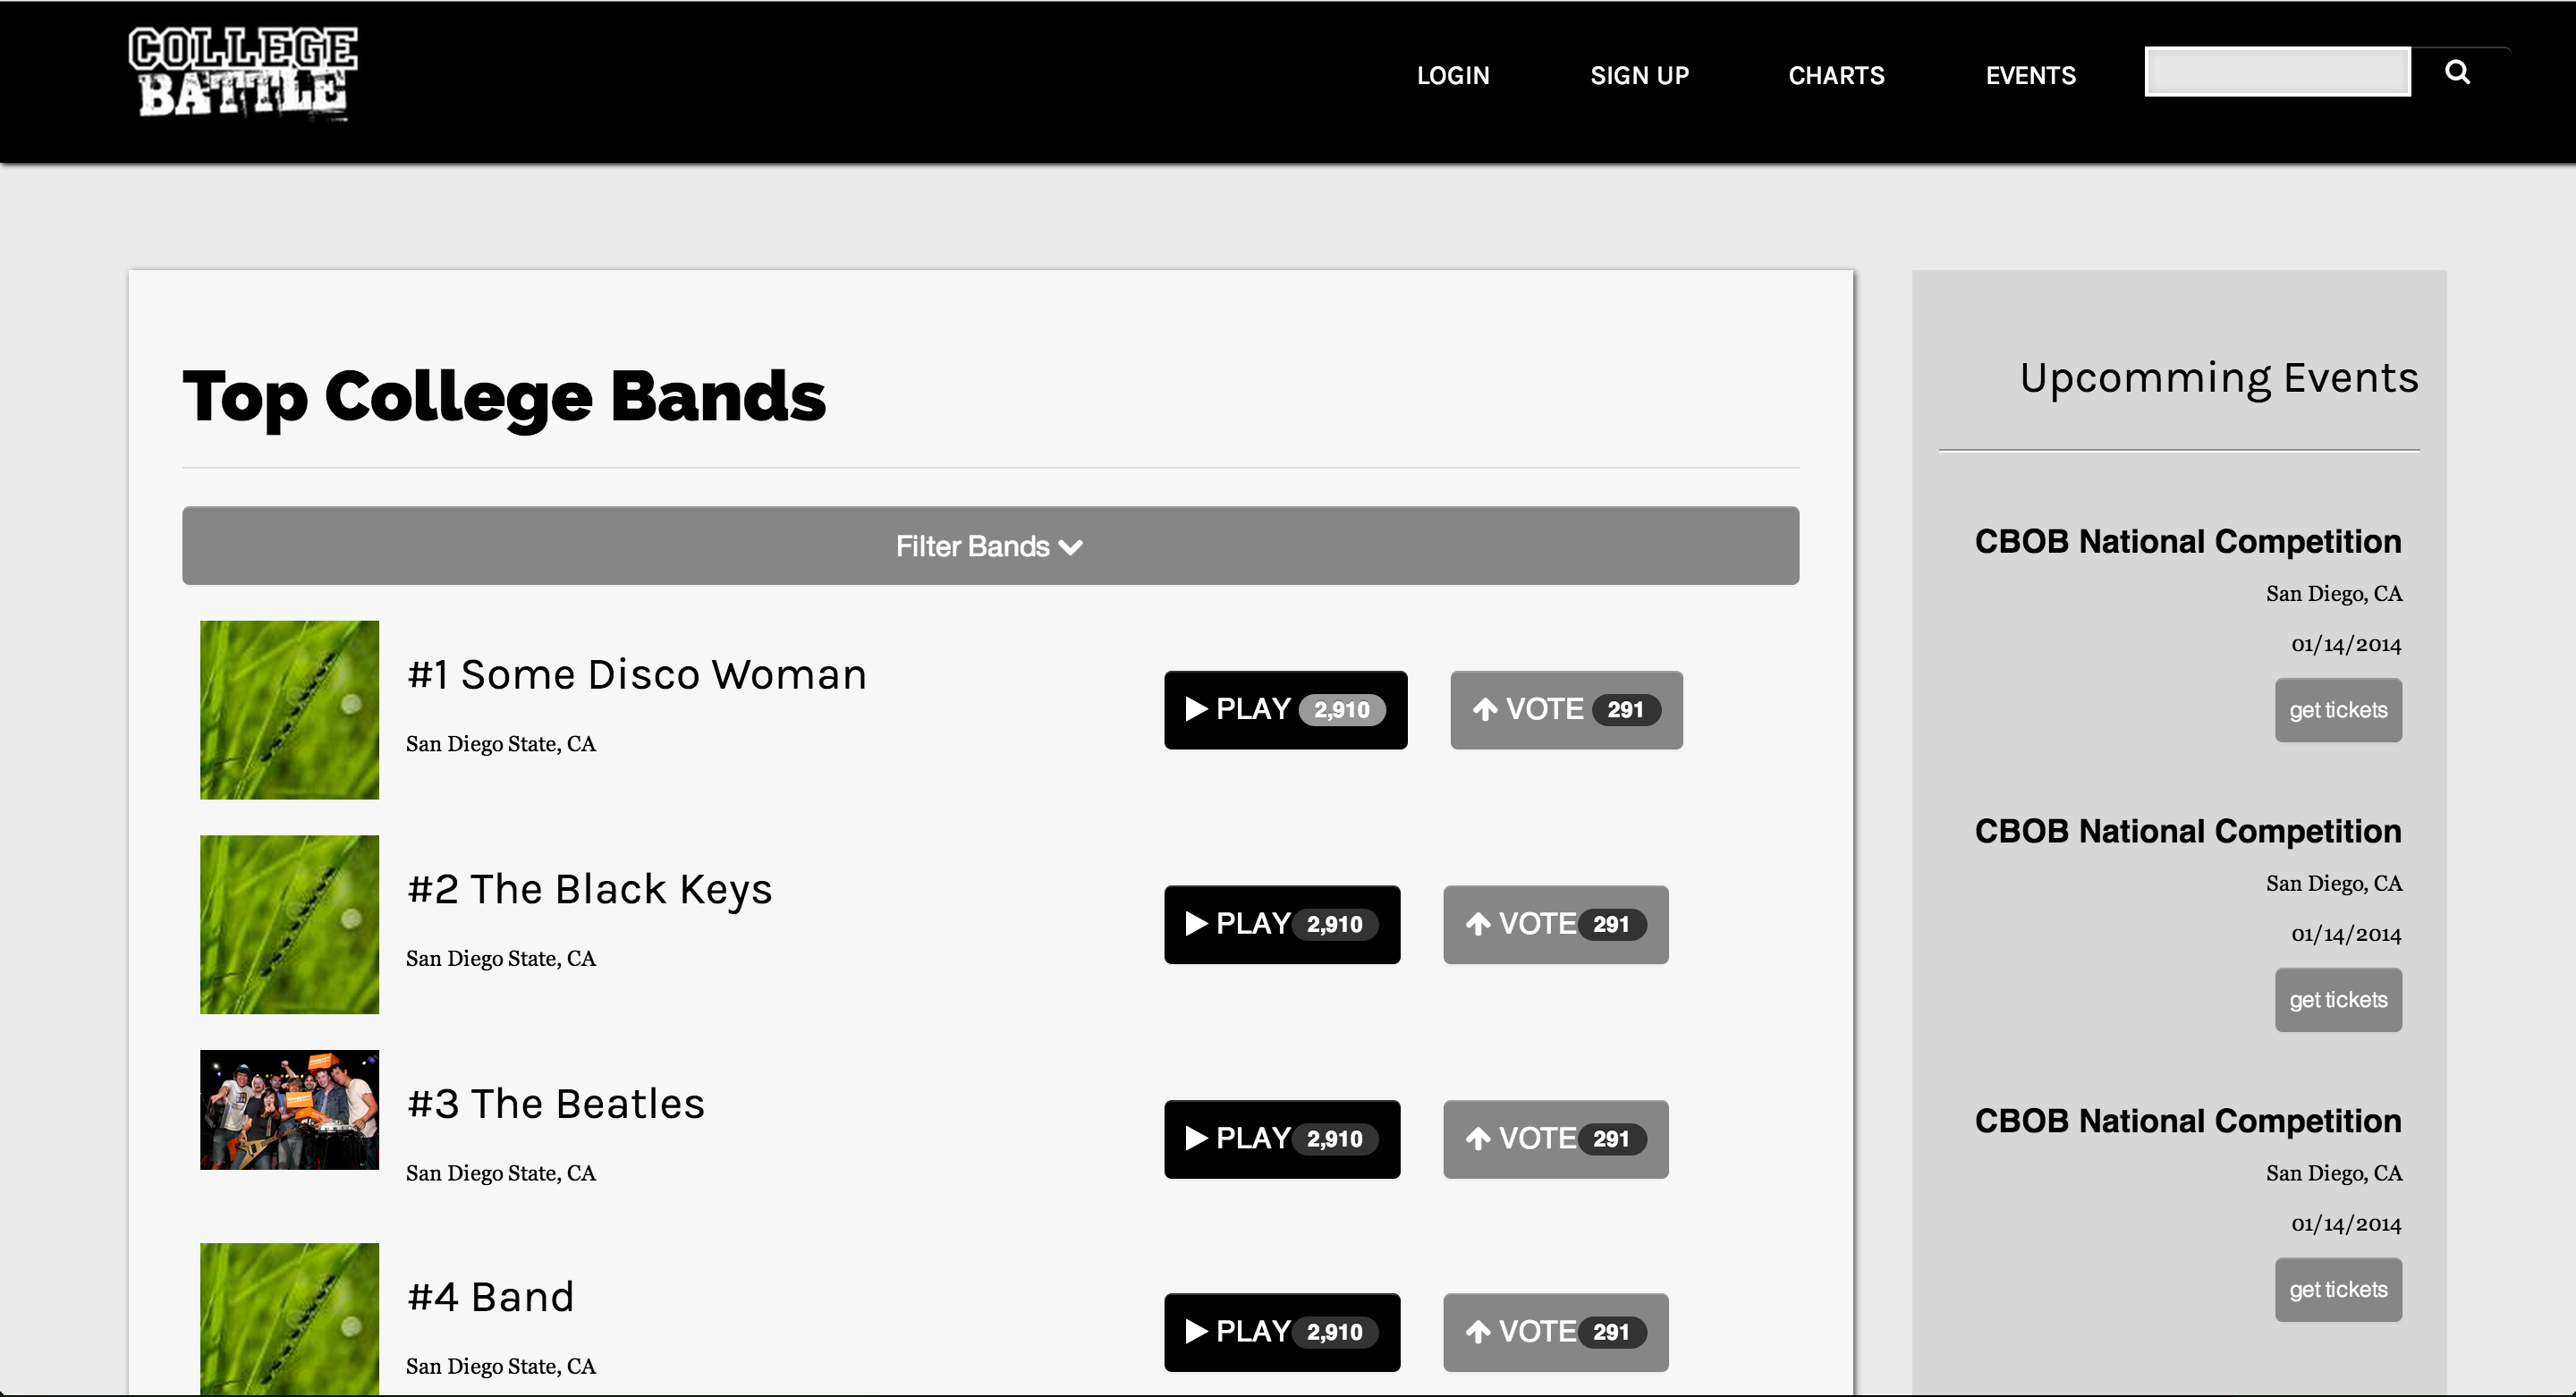 COLLEGE
BATTLE
LOGIN SIGN UP CHARTS EVENTS
Top College Bands
Filter Bands
#1 Some Disco Woman
San Diego State, CA
PLAY 2,910 VOTE 291
#2 The Black Keys
San Diego State, CA
PLAY 2,910 VOTE 291
#3 The Beatles
San Diego State, CA
PLAY 2,910 VOTE 291
#4 Band
San Diego State, CA
PLAY 2,910 VOTE 291
Upcomming Events
CBOB National Competition
San Diego, CA
01/14/2014
get tickets
CBOB National Competition
San Diego, CA
01/14/2014
get tickets
CBOB National Competition
San Diego, CA
01/14/2014
get tickets